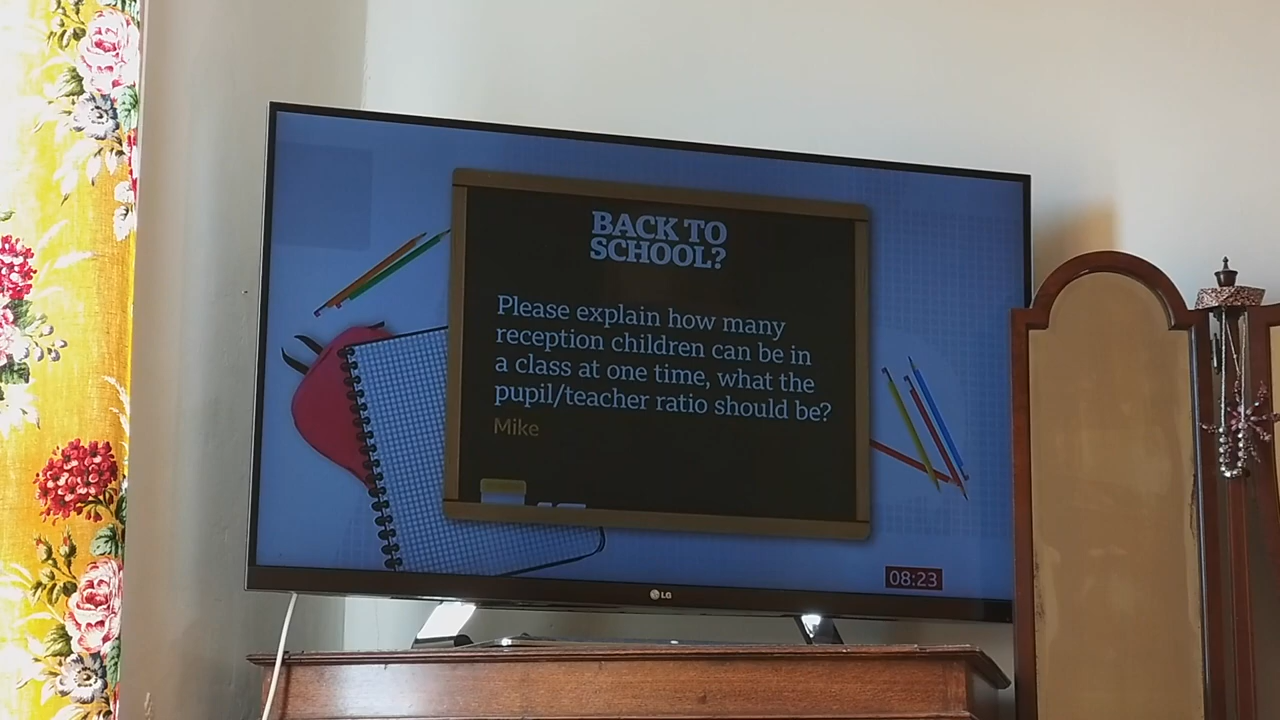 BACK TO
SCHOOL?
Please explain how many
reception children can be in
a class at one time, what the
pupil/teacher ratio should be?
Mike
08:23
LG